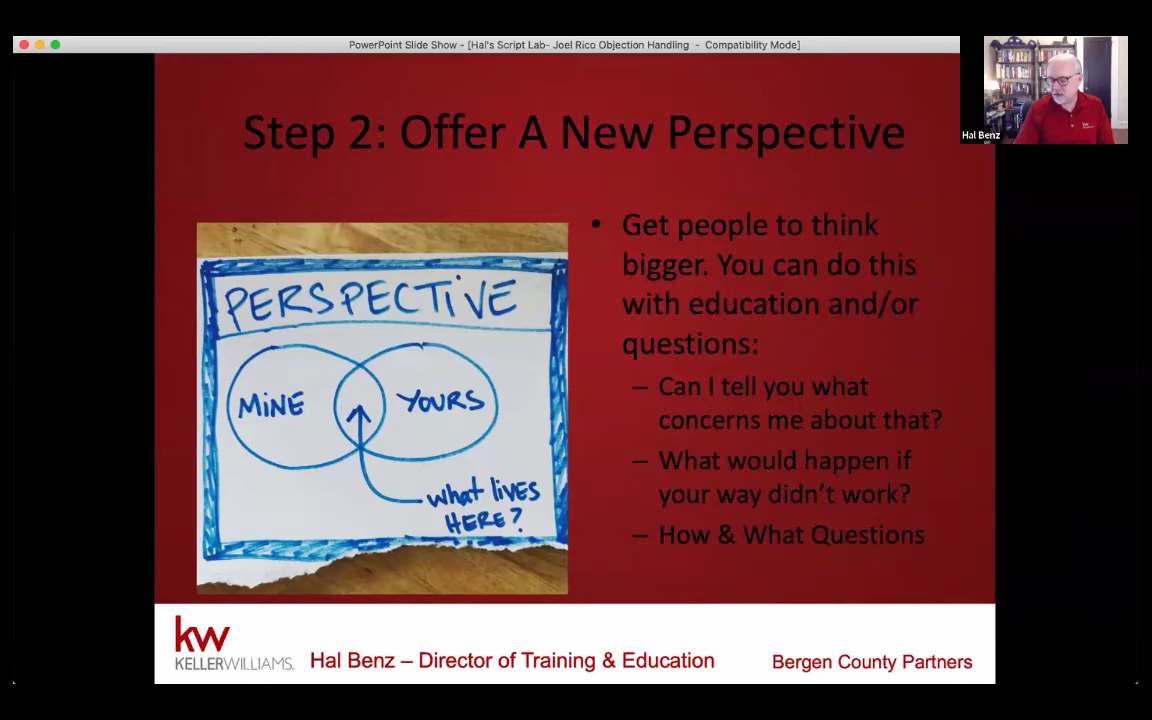 PowerPoint Slide Show - [Hal's Script Lab- Joel Rico Objection Handling - Compatibility Mode]
Hal Benz
Step 2: Offer A New Perspective
PERSPECTIVE
MINE
YOURS
what lives
HERE?
• Get people to think
bigger. You can do this
with education and/or
questions:
– Can I tell you what
concerns me about that?
– What would happen if
your way didn’t work?
– How & What Questions
kw
KELLERWILLIAMS.
Hal Benz – Director of Training & Education
Bergen County Partners